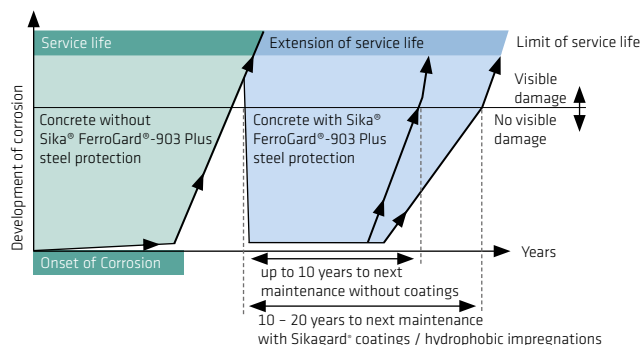 Service life
Extension of service life
Limit of service life
Visible
damage
No visible
damage
Concrete without
Sika® FerroGard®-903 Plus
steel protection
Concrete with Sika®
FerroGard®-903 Plus
steel protection
Development of corrosion
Years
Onset of Corrosion
up to 10 years to next
maintenance without coatings
10 – 20 years to next maintenance
with Sikagard® coatings / hydrophobic impregnations